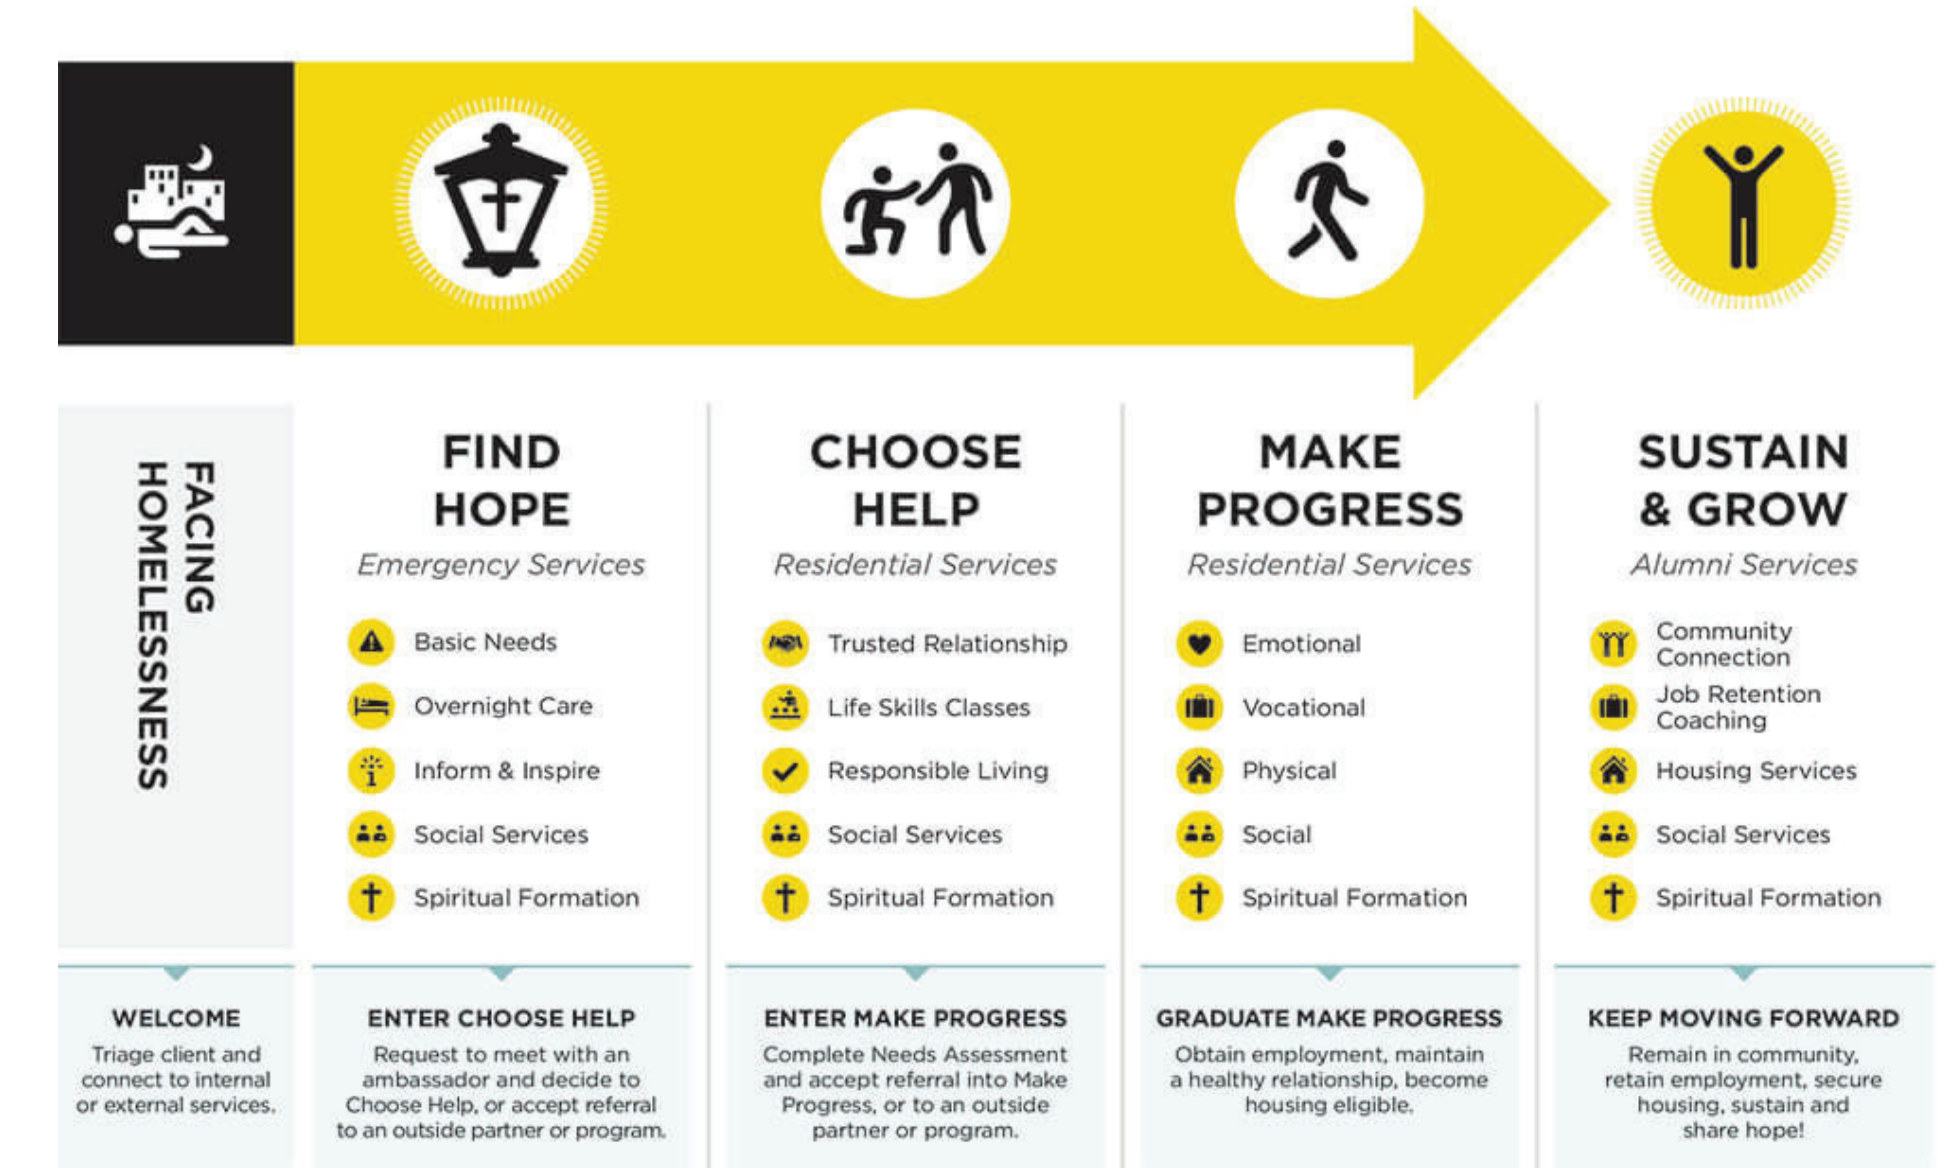 FACING
HOMELESSNESS
FIND
HOPE
Emergency Services
Basic Needs
Overnight Care
Inform & Inspire
Social Services
Spiritual Formation
CHOOSE
HELP
Residential Services
Trusted Relationship
Life Skills Classes
Responsible Living
Social Services
Spiritual Formation
MAKE
PROGRESS
Residential Services
Emotional
Vocational
Physical
Social
Spiritual Formation
SUSTAIN
& GROW
Alumni Services
Community
Connection
Job Retention
Coaching
Housing Services
Social Services
Spiritual Formation
WELCOME
Triage client and
connect to internal
or external services.
ENTER CHOOSE HELP
Request to meet with an
ambassador and decide to
Choose Help, or accept referral
to an outside partner or program.
ENTER MAKE PROGRESS
Complete Needs Assessment
and accept referral into Make
Progress, or to an outside
partner or program.
GRADUATE MAKE PROGRESS
Obtain employment, maintain
a healthy relationship, become
housing eligible.
KEEP MOVING FORWARD
Remain in community,
retain employment, secure
housing, sustain and
share hope!